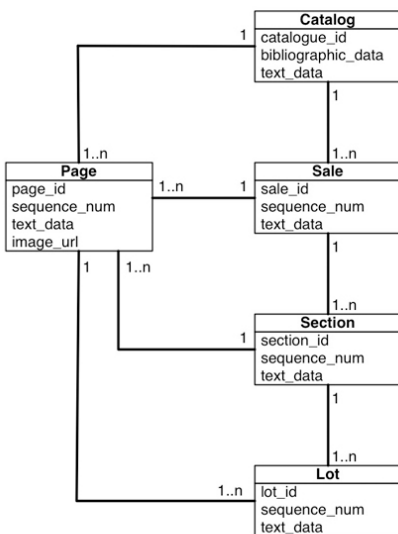 Catalog
catalogue_id
bibliographic_data
text_data
1
1
1..n
1..n
Page
page_id
sequence_num
text_data
image_url
1..n
1
Sale
sale_id
sequence_num
text_data
1
1..n
1
1..n
1
Section
section_id
sequence_num
text_data
1
1..n
1..n
Lot
lot_id
sequence_num
text_data